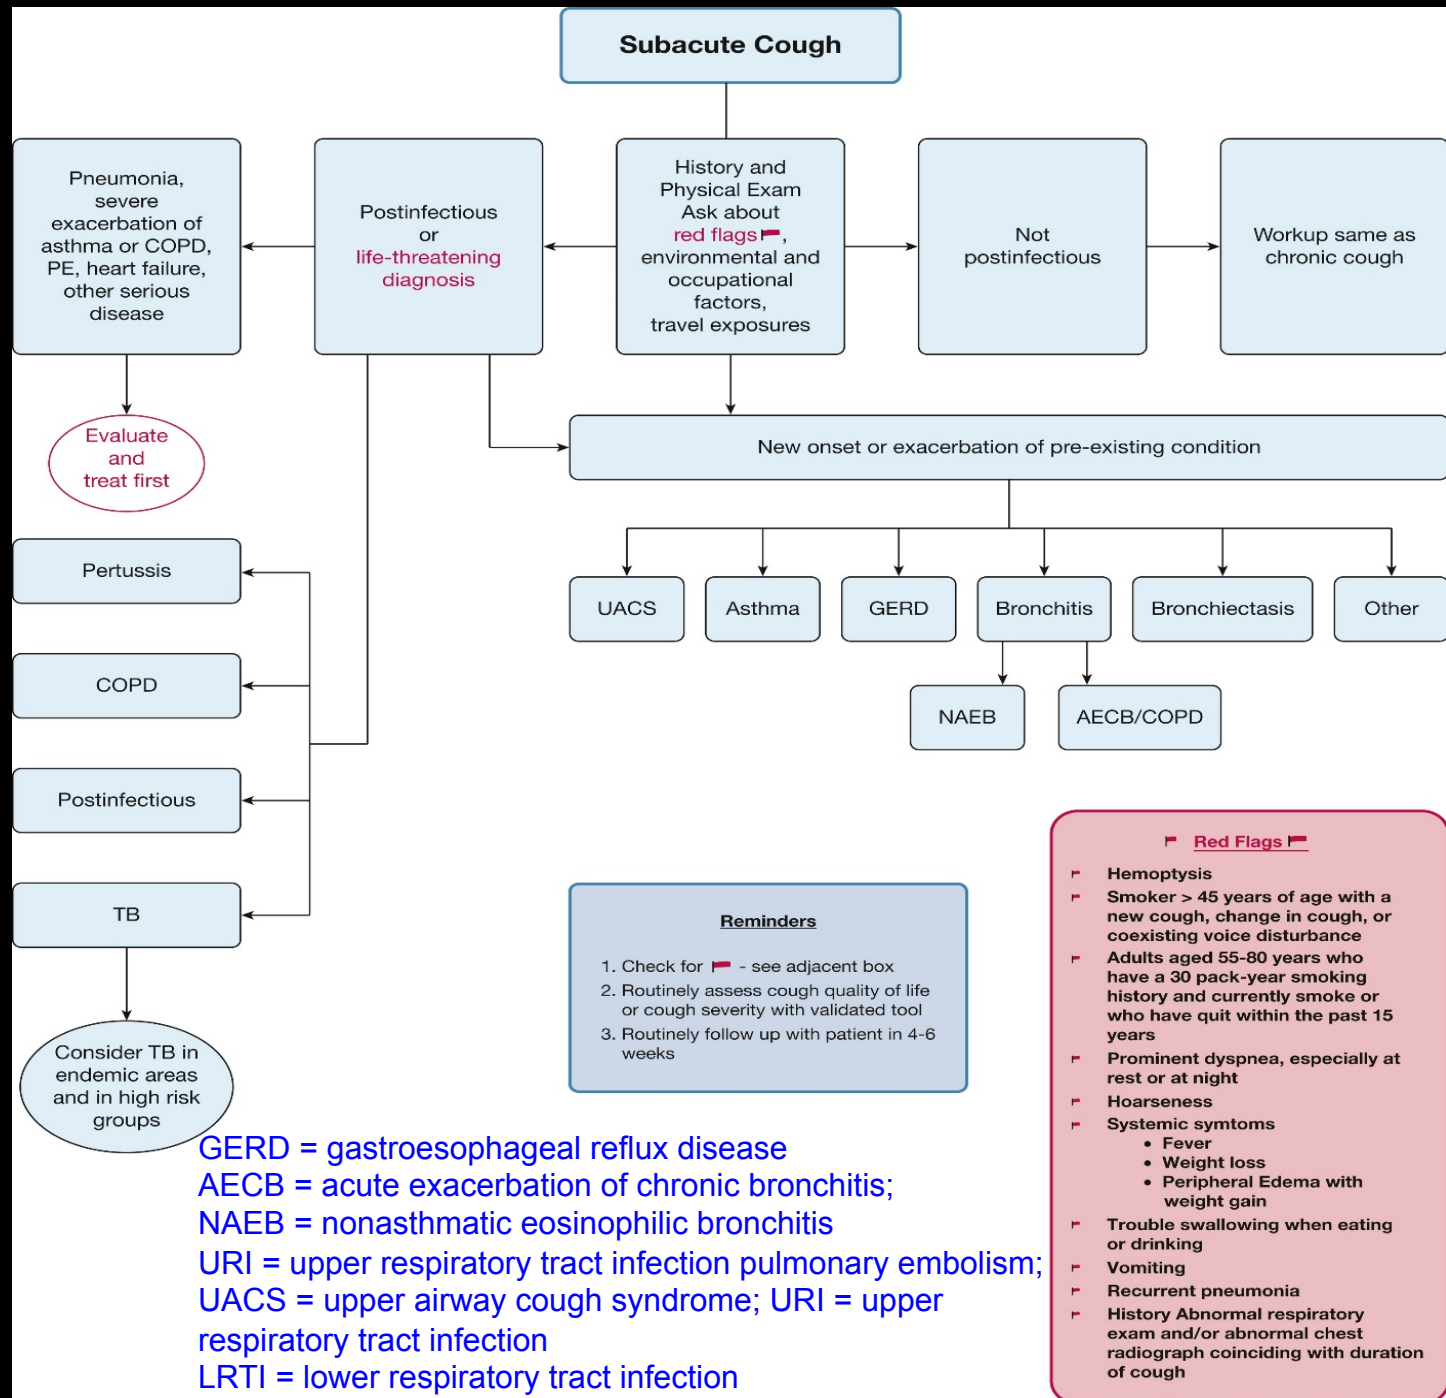 Subacute Cough
Pneumonia,
severe
exacerbation of
asthma or COPD,
PE, heart failure,
other serious
disease
Postinfectious
or
life-threatening
diagnosis
History and
Physical Exam
Ask about
red flags,
environmental and
occupational
factors,
travel exposures
Not
postinfectious
Workup same as
chronic cough
Evaluate
and
treat first
New onset or exacerbation of pre-existing condition
Pertussis
COPD
Postinfectious
TB
Consider TB in
endemic areas
and in high risk
groups
UACS
Asthma
GERD
Bronchitis
Bronchiectasis
Other
NAEB
AECB/COPD
Reminders
1. Check for - see adjacent box
2. Routinely assess cough quality of life
or cough severity with validated tool
3. Routinely follow up with patient in 4-6
weeks
Red Flags
Hemoptysis
Smoker > 45 years of age with a
new cough, change in cough, or
coexisting voice disturbance
Adults aged 55-80 years who
have a 30 pack-year smoking
history and currently smoke or
who have quit within the past 15
years
Prominent dyspnea, especially at
rest or at night
Hoarseness
Systemic symtoms
• Fever
• Weight loss
• Peripheral Edema with
weight gain
Trouble swallowing when eating
or drinking
Vomiting
Recurrent pneumonia
History Abnormal respiratory
exam and/or abnormal chest
radiograph coinciding with duration
of cough
GERD = gastroesophageal reflux disease
AECB = acute exacerbation of chronic bronchitis;
NAEB = nonasthmatic eosinophilic bronchitis
URI = upper respiratory tract infection pulmonary embolism;
UACS = upper airway cough syndrome; URI = upper
respiratory tract infection
LRTI = lower respiratory tract infection